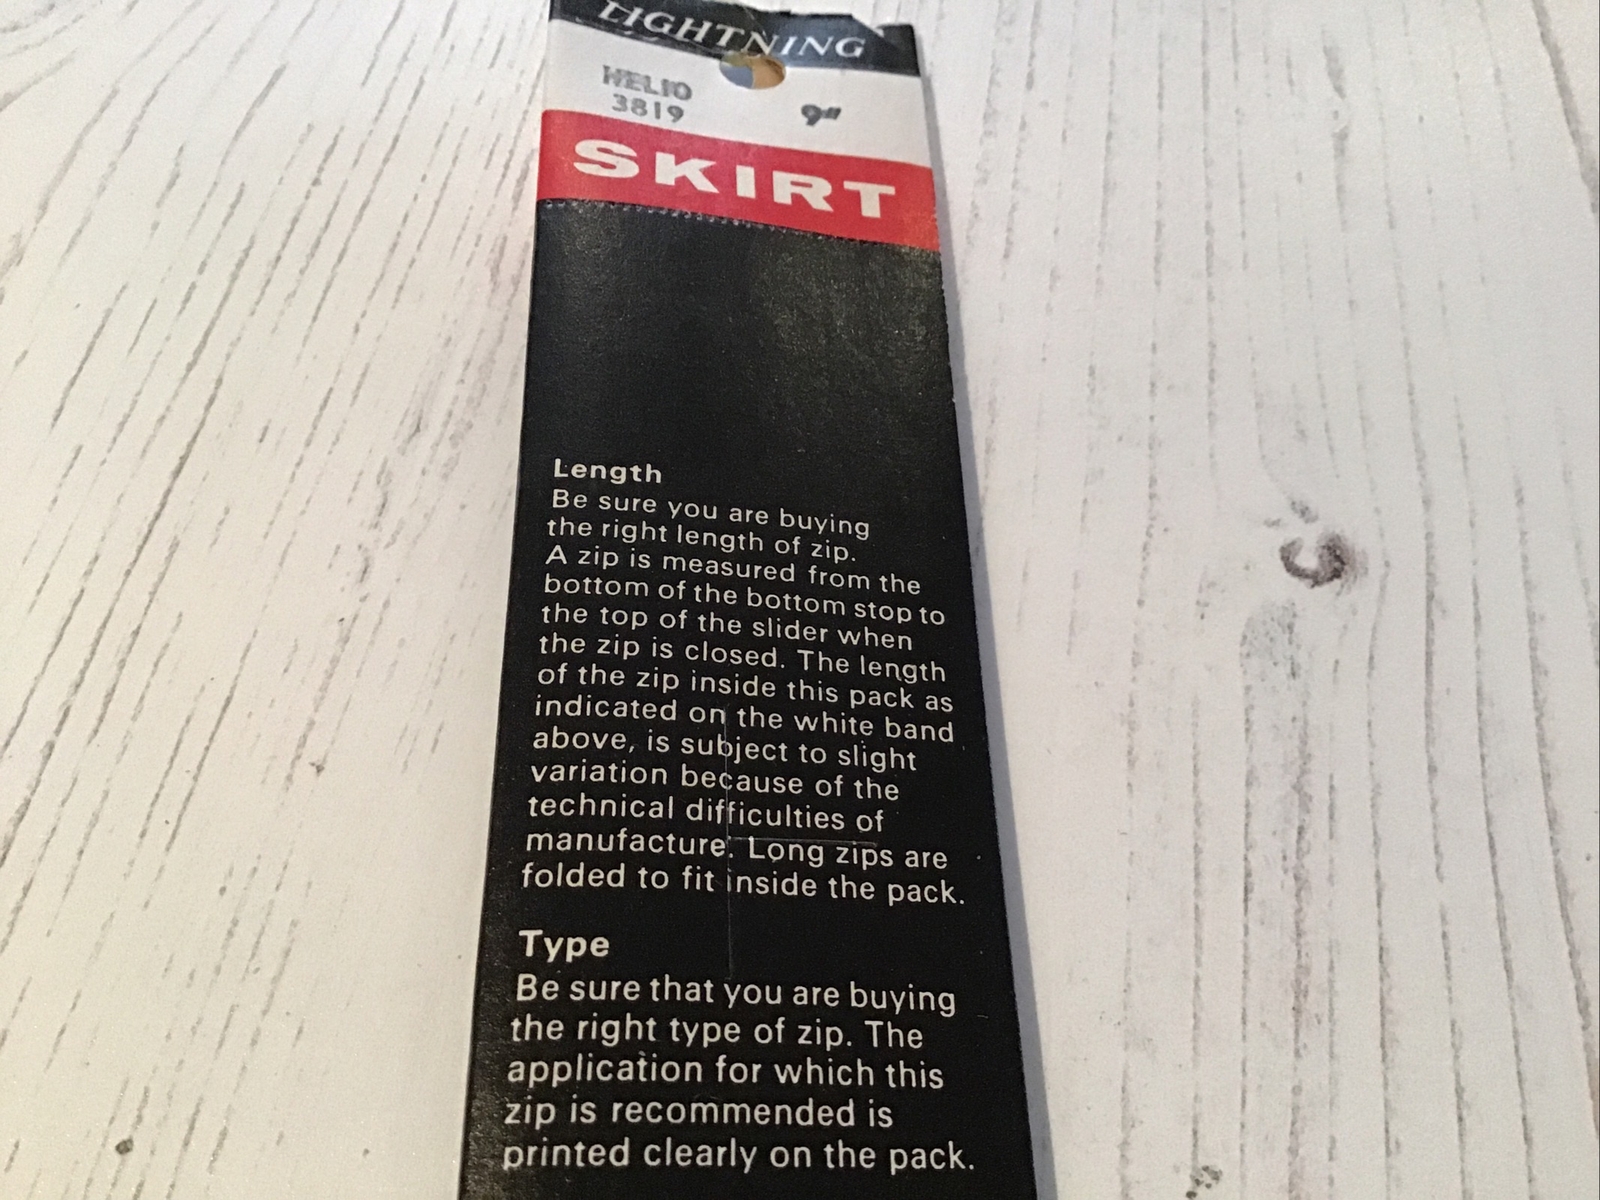 LIGHTNING
HELIO
3819
9"
SKIRT
Length
Be sure you are buying
the right length of zip.
A zip is measured from the
bottom of the bottom stop to
the top of the slider when
the zip is closed. The length
of the zip inside this pack as
indicated on the white band
above, is subject to slight
variation because of the
technical difficulties of
manufacture. Long zips are
folded to fit inside the pack.
Type
Be sure that you are buying
the right type of zip. The
application for which this
zip is recommended is
printed clearly on the pack.